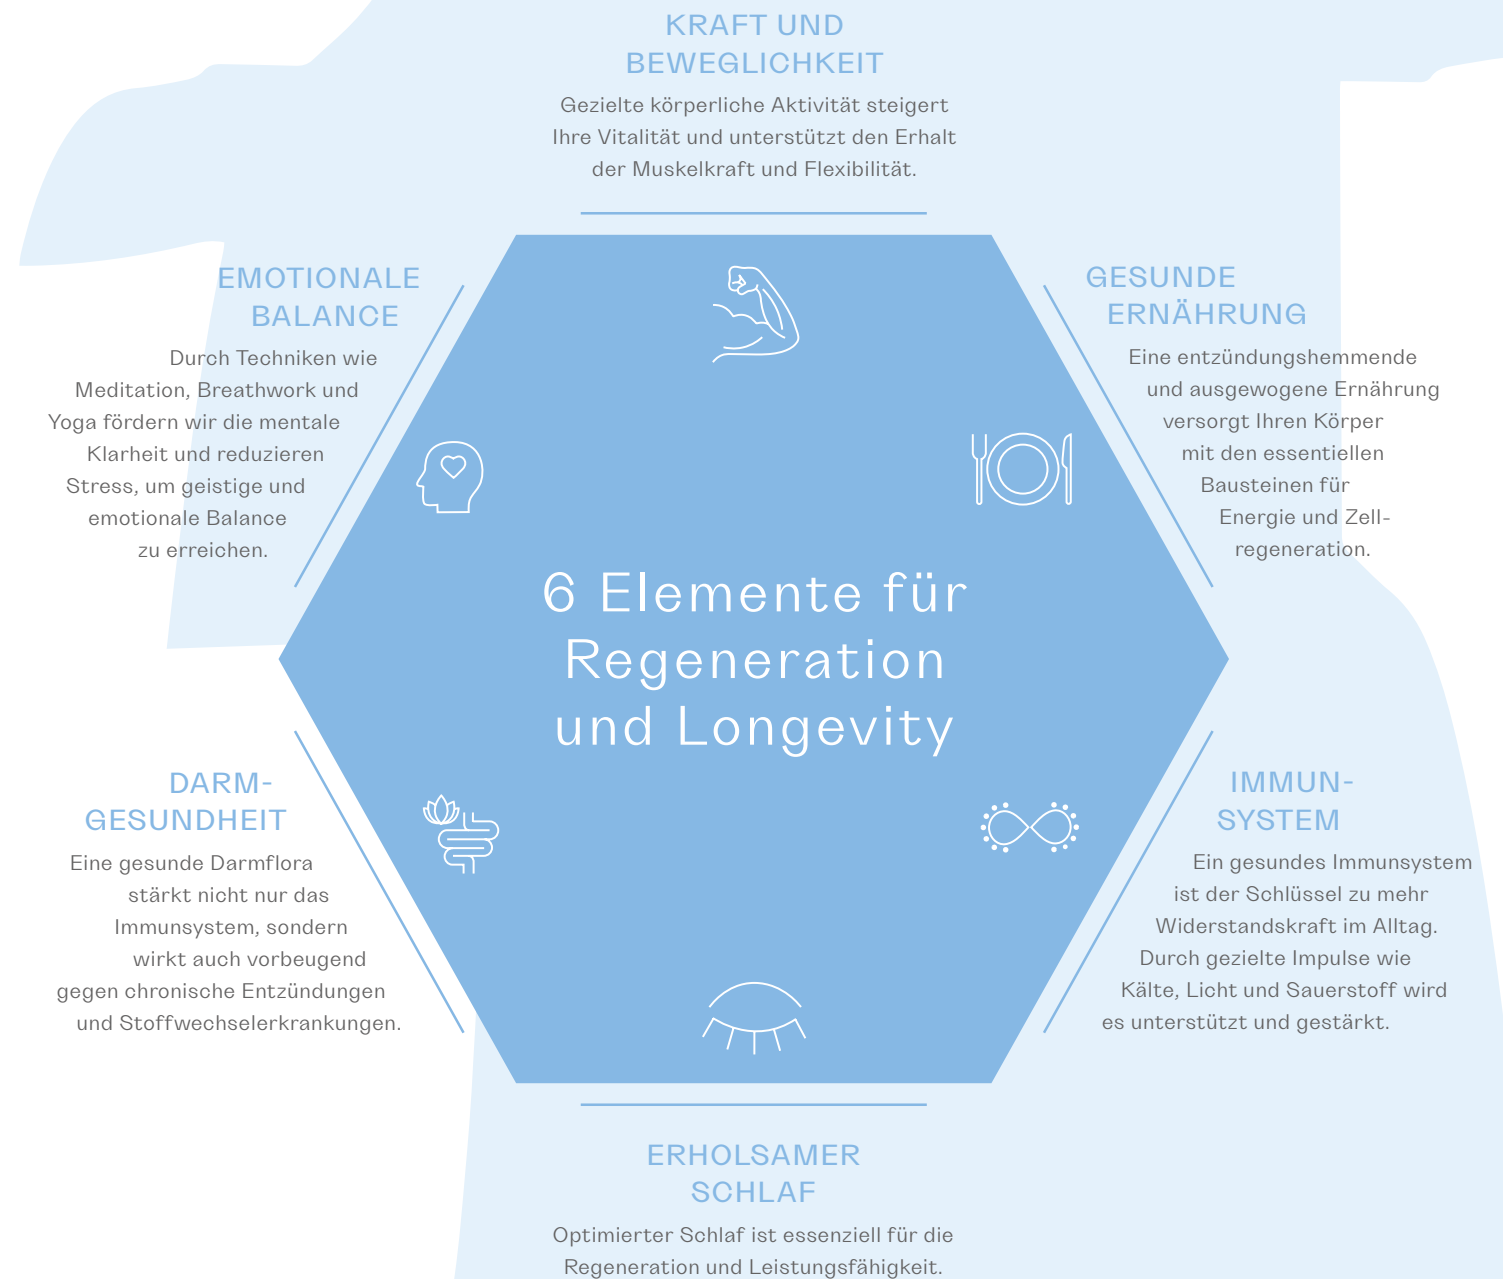 KRAFT UND
BEWEGLICHKEIT
Gezielte körperliche Aktivität steigert
Ihre Vitalität und unterstützt den Erhalt
der Muskelkraft und Flexibilität.
EMOTIONALE
BALANCE
Durch Techniken wie
Meditation, Breathwork und
Yoga fördern wir die mentale
Klarheit und reduzieren
Stress, um geistige und
emotionale Balance
zu erreichen.
GESUNDE
ERNÄHRUNG
Eine entzündungshemmende
und ausgewogene Ernährung
versorgt Ihren Körper
mit den essentiellen
Bausteinen für
Energie und Zell-
regeneration.
6 Elemente für
Regeneration
und Longevity
DARM-
GESUNDHEIT
Eine gesunde Darmflora
stärkt nicht nur das
Immunsystem, sondern
wirkt auch vorbeugend
gegen chronische Entzündungen
und Stoffwechselerkrankungen.
IMMUN-
SYSTEM
Ein gesundes Immunsystem
ist der Schlüssel zu mehr
Widerstandskraft im Alltag.
Durch gezielte Impulse wie
Kälte, Licht und Sauerstoff wird
es unterstützt und gestärkt.
ERHOLSAMER
SCHLAF
Optimierter Schlaf ist essenziell für die
Regeneration und Leistungsfähigkeit.